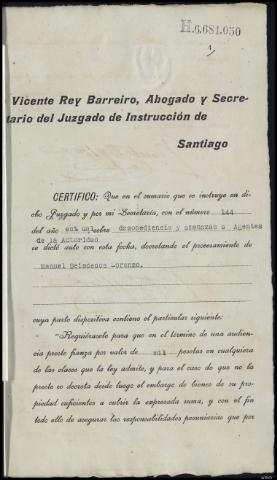 H.6.684.050
1
Vicente Rey Barreiro, Abogado y Secre-
tario del Juzgado de Instrucción de
Santiago
CERTIFICO: Que en el sumario que se instruye en di-
cho Juzgado y por mi Secretaría, con el número 144
del año actual sobre desobediencia y amenazas a Agentes
de la Autoridad
se dictó auto con esta fecha, decretando el procesamiento de
Manuel Beiadecos Lorenzo.
cuya parte dispositiva contiene el particular siguiente:
"Requiérasele para que en el término de una audien-
cia preste fianza por valor de mil pesetas en cualquiera
de las clases que la ley admite, y para el caso de que no la
preste se decreta desde luego el embargo de bienes de su pro-
piedad suficientes a cubrir la expresada suma, y con el fin
todo ello de asegurar las responsabilidades pecuniarias que por